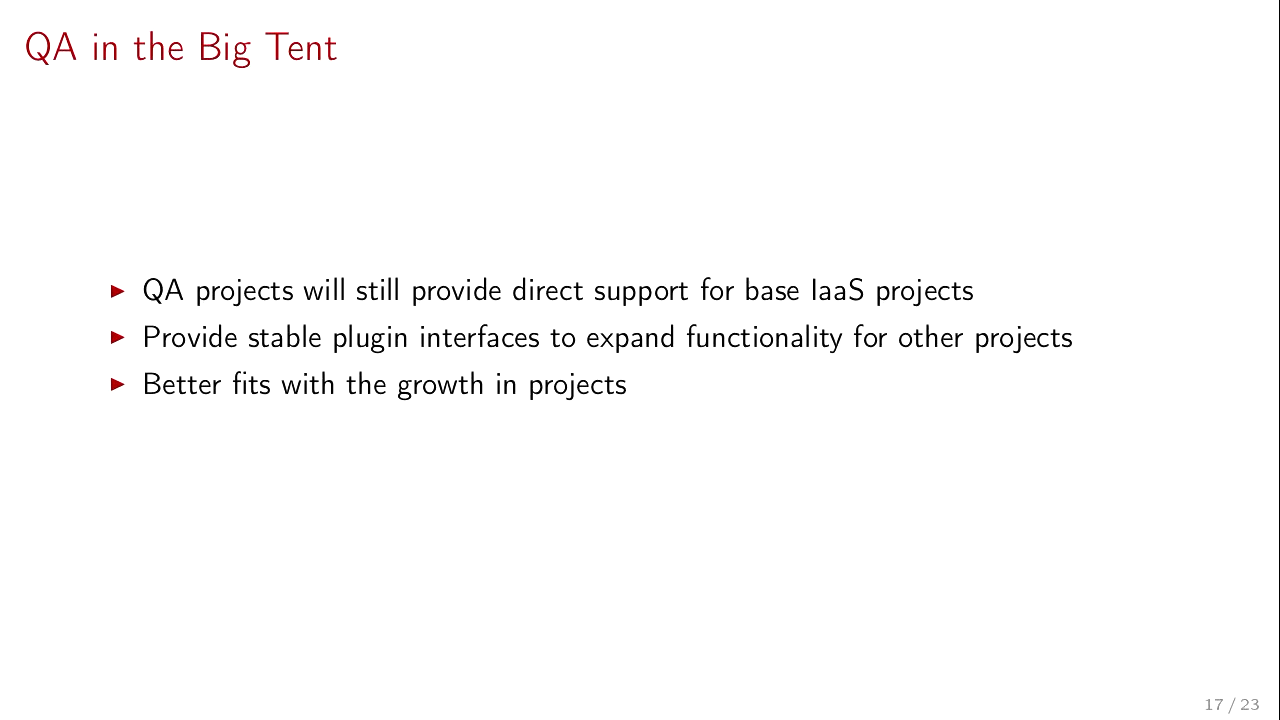 QA in the Big Tent
▶ QA projects will still provide direct support for base IaaS projects
▶ Provide stable plugin interfaces to expand functionality for other projects
▶ Better fits with the growth in projects
17 / 23